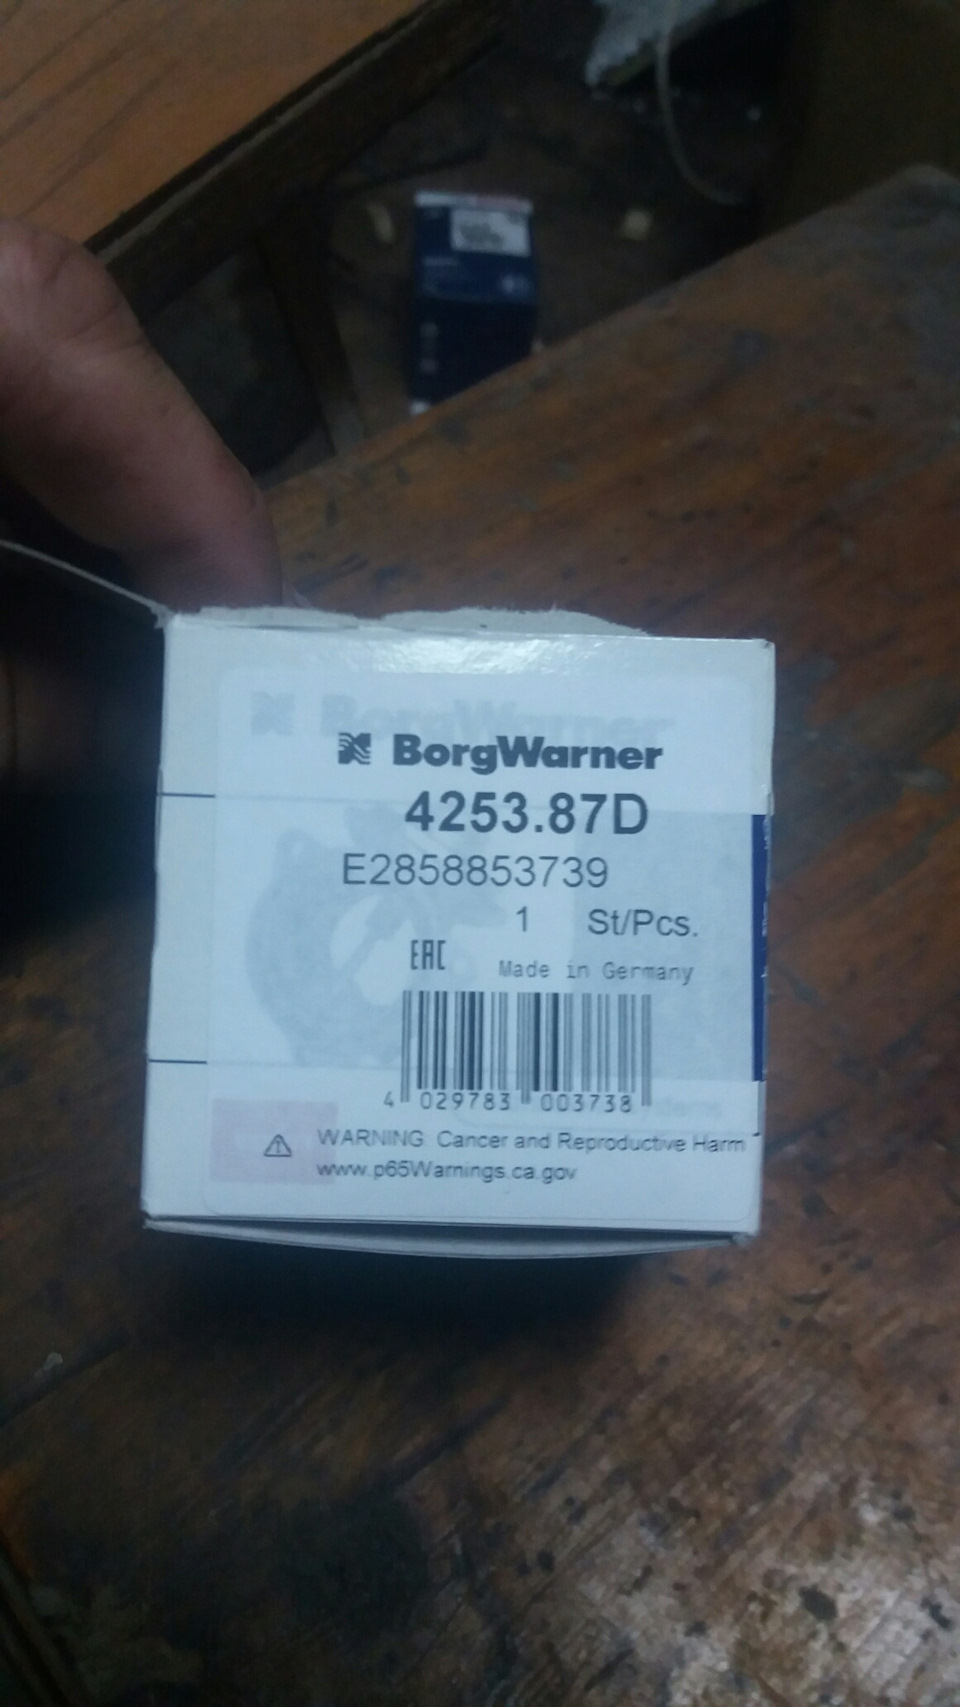 BorgWarner
BorgWarner
4253.87D
E2858853739
1 St/Pcs.
EAC
Made in Germany
4 029783 003738
WARNING Cancer and Reproductive Harm
www.p65Warnings.ca.gov